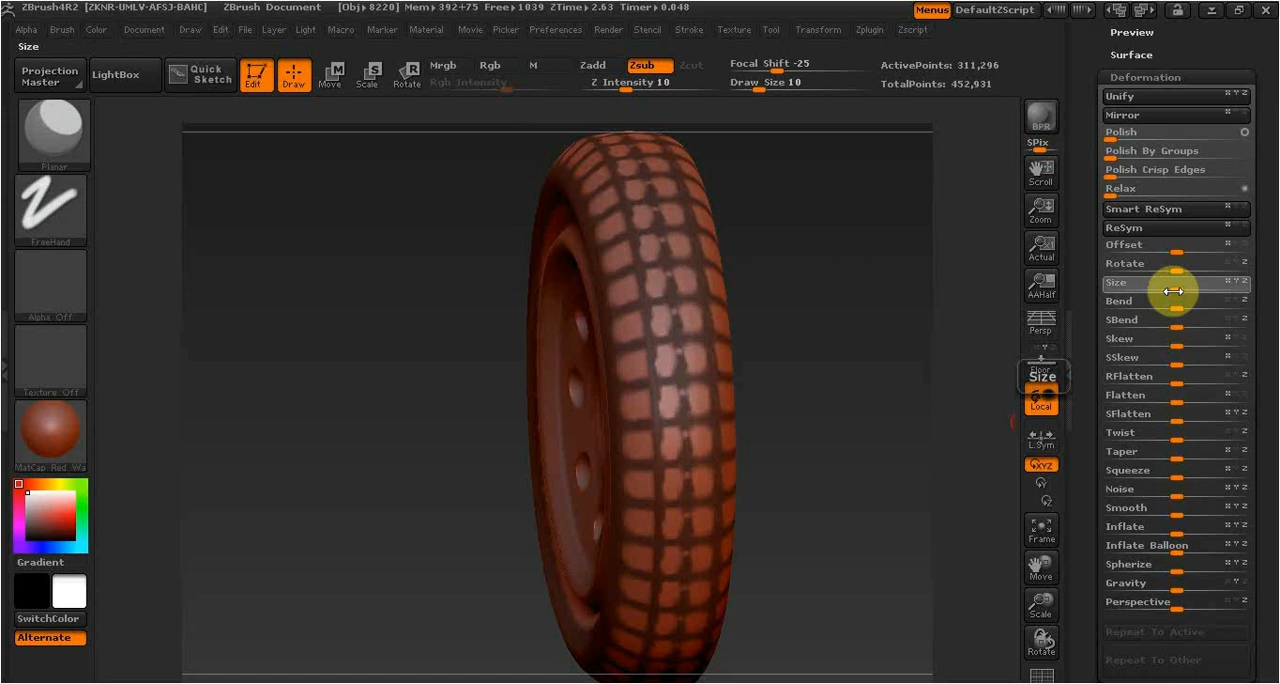 ZBrush4R2 [ZKNR-UMLV-AFSJ-BAHC] ZBrush Document [Obj▸8220] Mem▸392+75 Free▸1039 ZTime▸2.63 Timer▸0.048 Menus DefaultZScript
Alpha Brush Color Document Draw Edit File Layer Light Macro Marker Material Movie Picker Preferences Render Stencil Stroke Texture Tool Transform Zplugin Zscript
Size
Projection
Master
LightBox
Quick
Sketch
Edit
Draw
Move
Scale
Rotate
Mrgb Rgb M
Rgb Intensity
Zadd Zsub Zcut
Z Intensity 10
Focal Shift -25
Draw Size 10
ActivePoints: 311,296
TotalPoints: 452,931
Planar
FreeHand
Alpha Off
Texture Off
MatCap Red Wa
Gradient
SwitchColor
Alternate
BPR
SPix
Scroll
Zoom
Actual
AAHalf
Persp
Floor
Size
Local
L.Sym
XYZ
Y
Z
Frame
Move
Scale
Rotate
Preview
Surface
Deformation
Unify X Y Z
Mirror
Polish
Polish By Groups
Polish Crisp Edges
Relax
Smart ReSym
ReSym
Offset
Rotate Z
Size X Y Z
Bend Z
SBend Z
Skew
SSkew
RFlatten
Flatten
SFlatten
Twist
Taper
Squeeze
Noise X Y Z
Smooth X Y Z
Inflate X Y Z
Inflate Balloon X Y Z
Spherize X Y Z
Gravity
Perspective Z
Repeat To Active
Repeat To Other